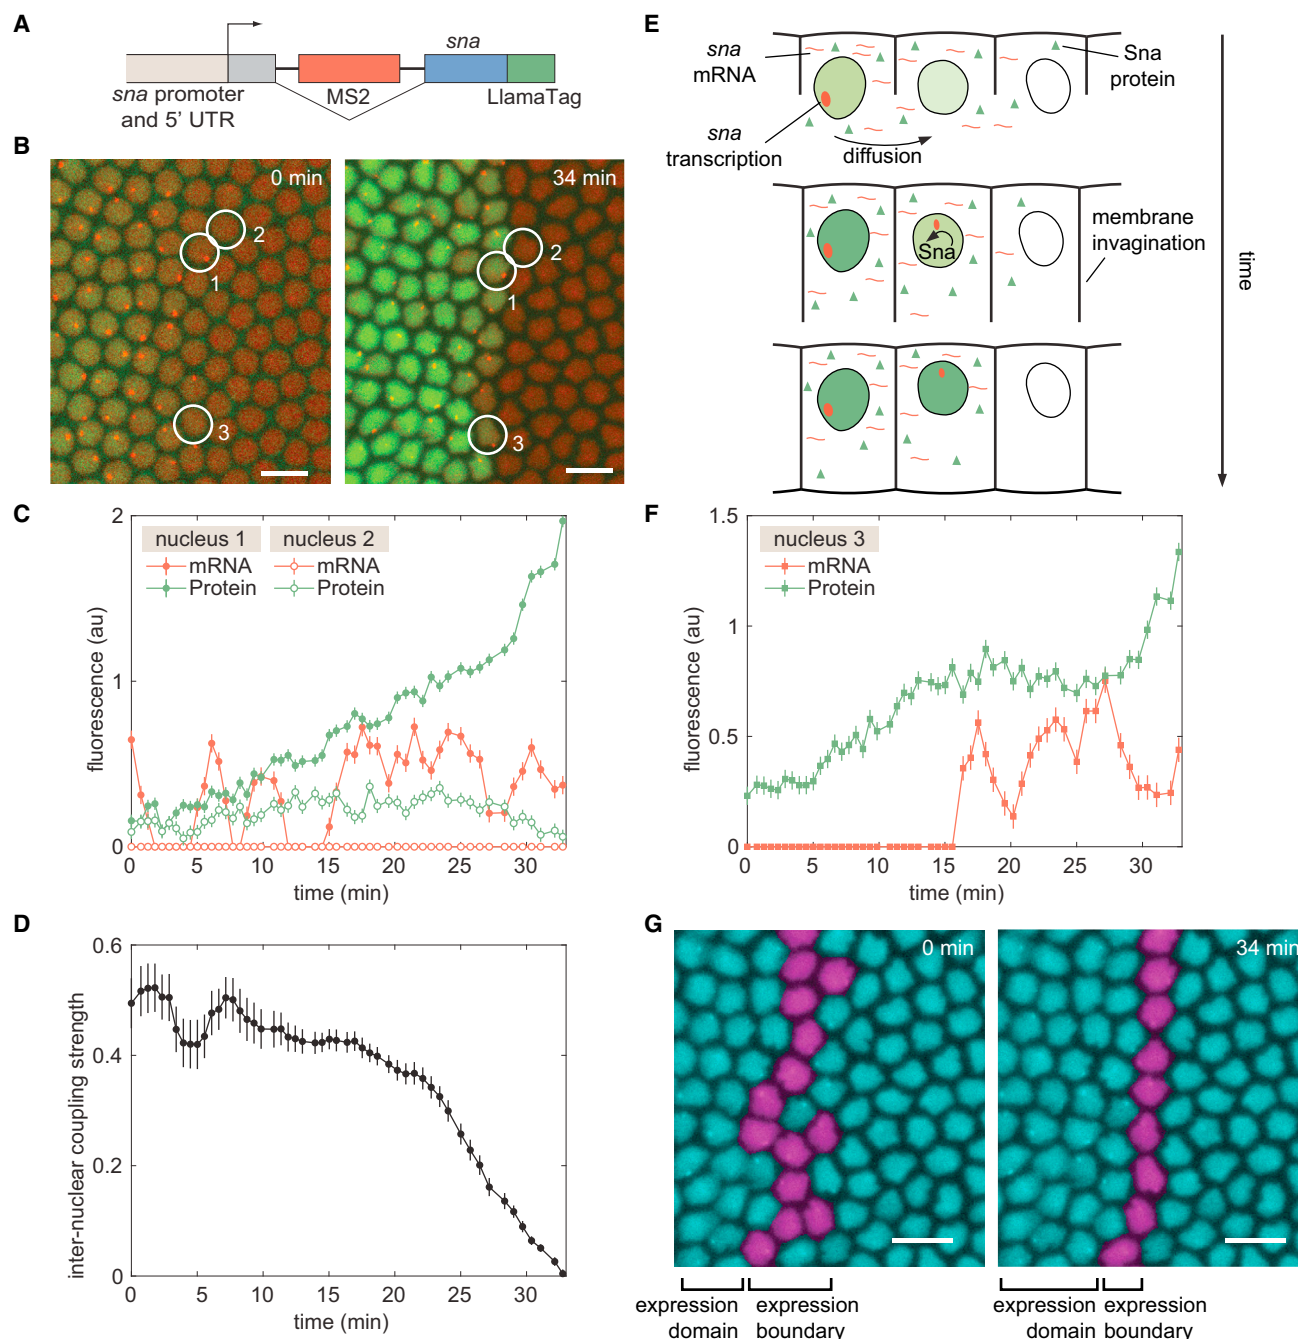 A
sna
sna promoter
and 5' UTR
MS2
LlamaTag
B
0 min
1
2
3
34 min
1
2
3
C
fluorescence (au)
2
1
0
nucleus 1
nucleus 2
mRNA
mRNA
Protein
Protein
0
5
10
15
20
25
30
time (min)
D
inter-nuclear coupling strength
0.6
0.4
0.2
0
0
5
10
15
20
25
30
time (min)
E
sna
mRNA
Sna
protein
sna
transcription
diffusion
Sna
membrane
invagination
time
F
fluorescence (au)
1.5
1
0.5
0
nucleus 3
mRNA
Protein
0
5
10
15
20
25
30
time (min)
G
0 min
34 min
expression
domain
expression
boundary
expression
domain
expression
boundary